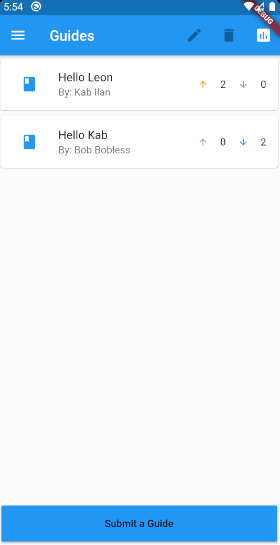 5:54
DEBUG
Guides
Hello Leon
By: Kab Ilan
2
0
Hello Kab
By: Bob Bobless
0
2
Submit a Guide